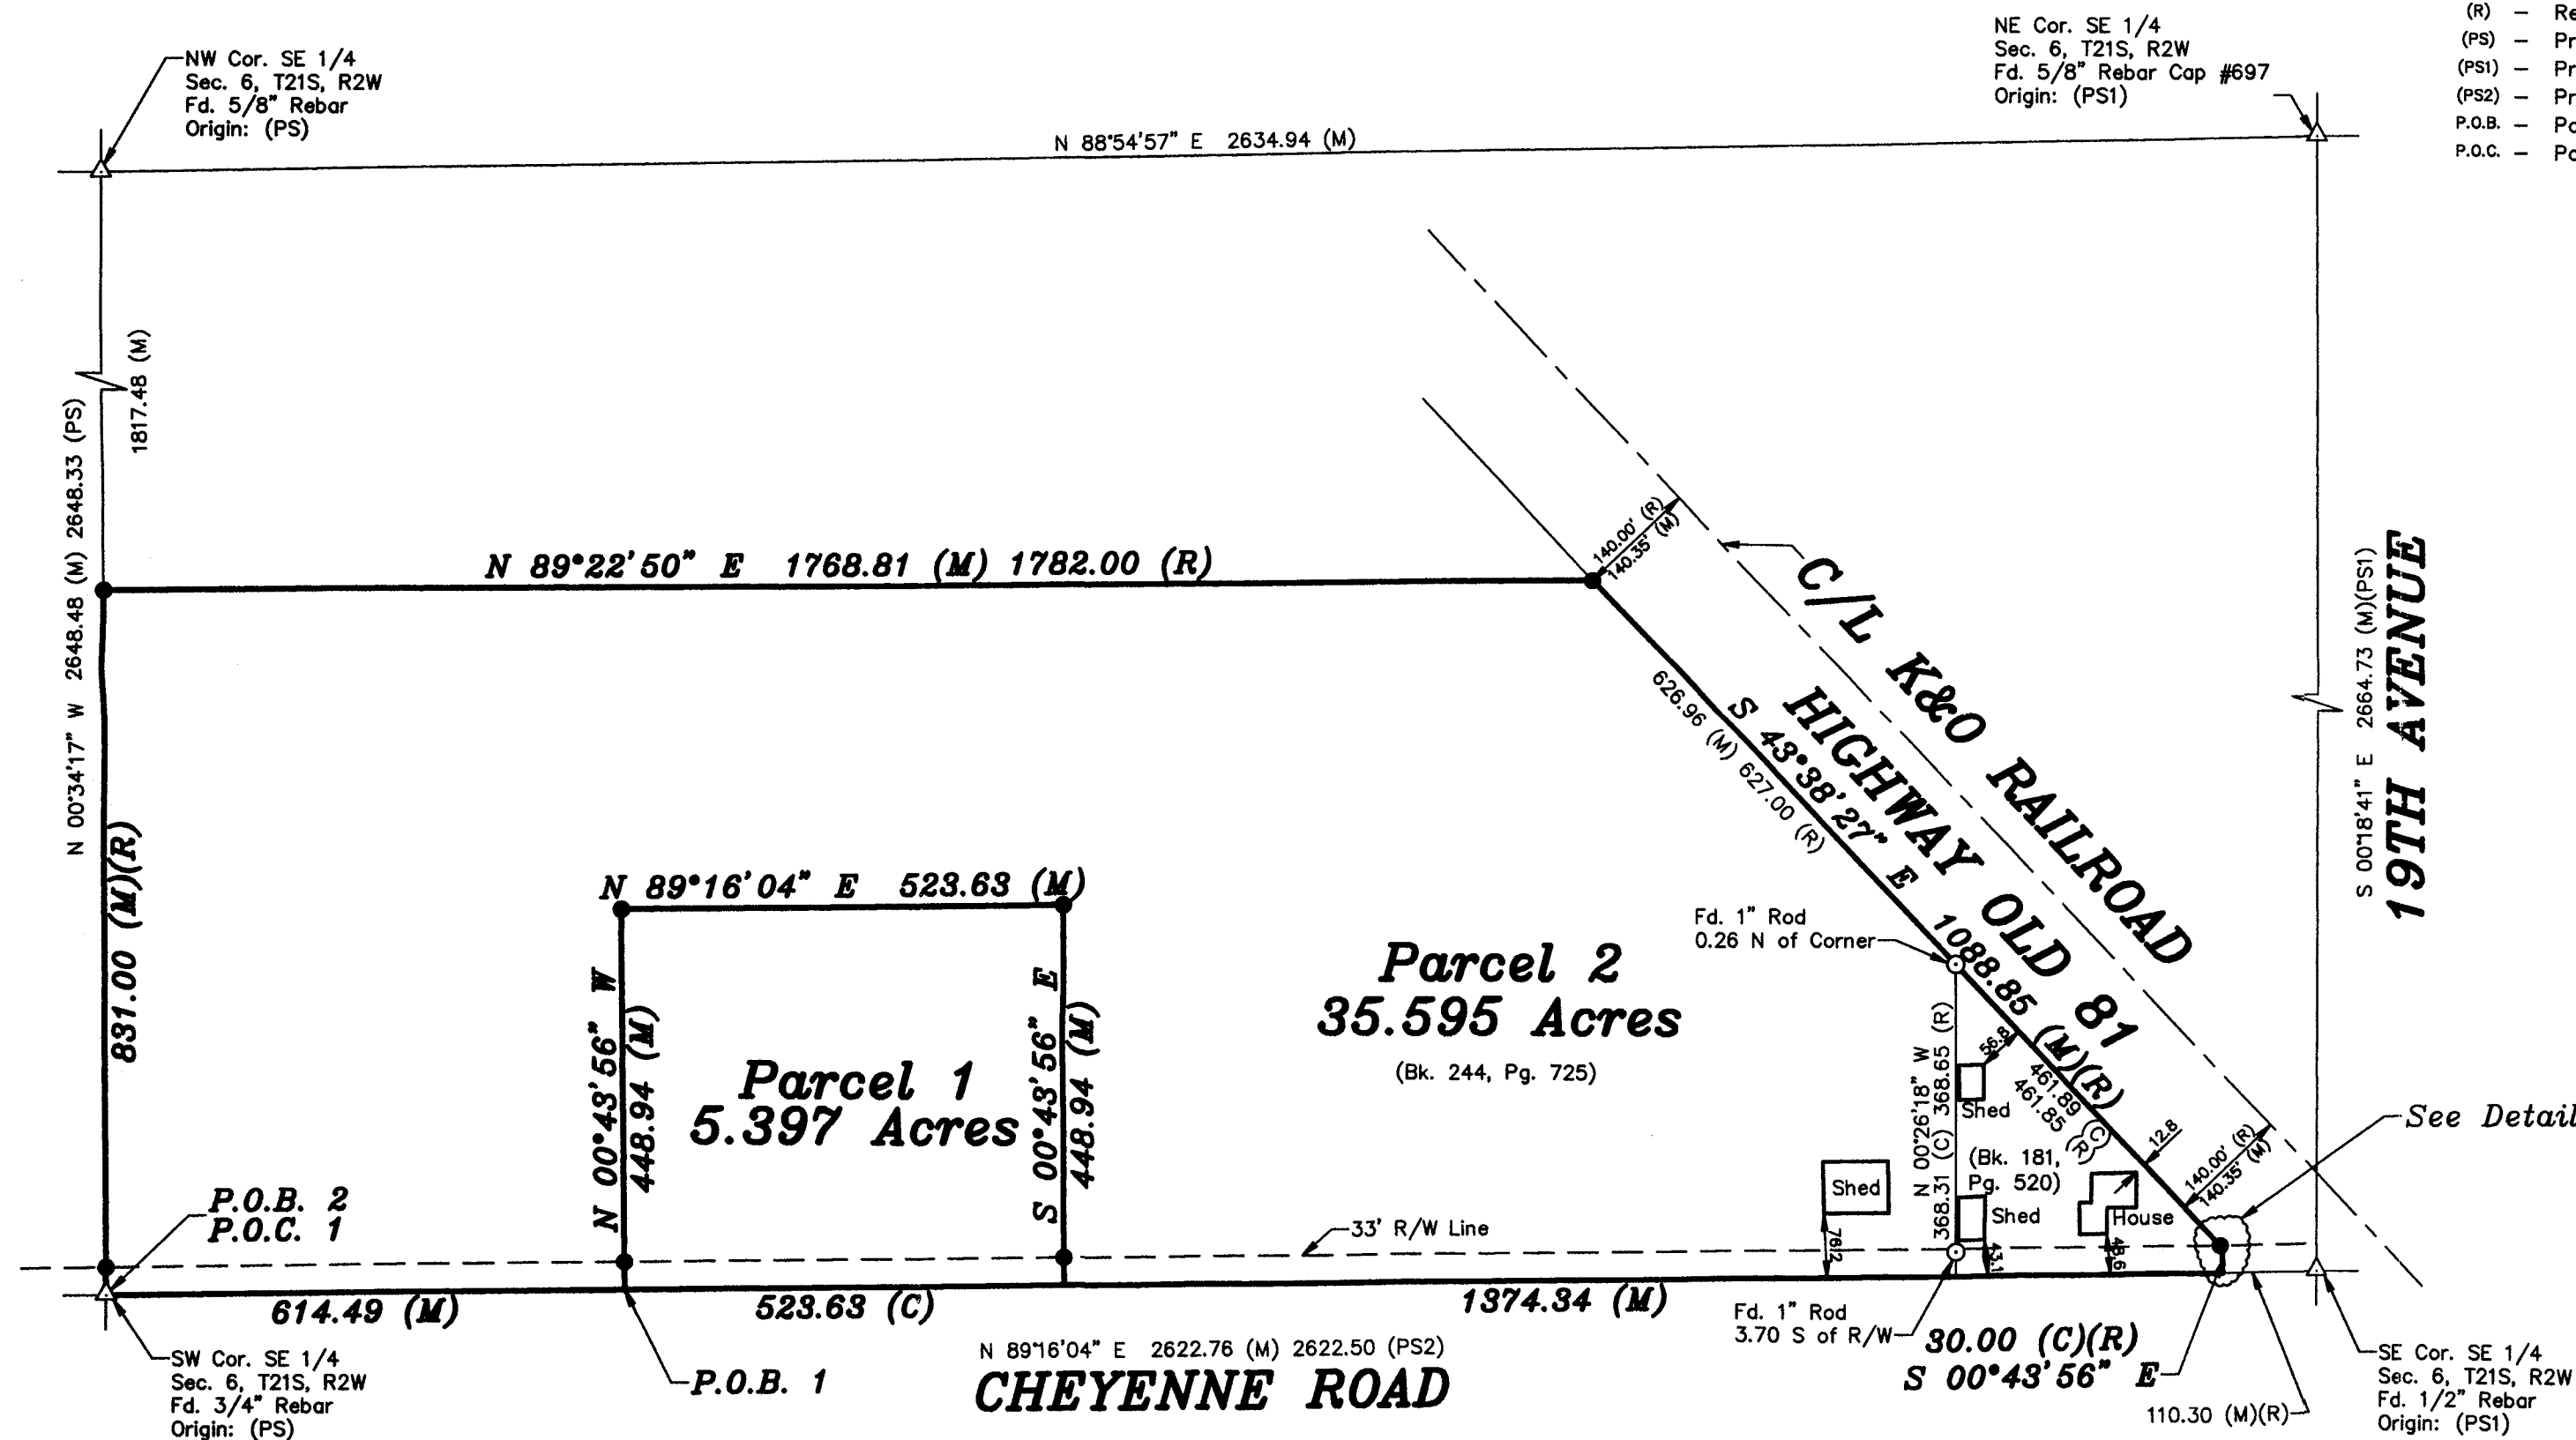 NW Cor. SE 1/4
Sec. 6, T21S, R2W
Fd. 5/8" Rebar
Origin: (PS)
NE Cor. SE 1/4
Sec. 6, T21S, R2W
Fd. 5/8" Rebar Cap #697
Origin: (PS1)
(R) –
(PS) –
(PS1) –
(PS2) –
P.O.B. –
P.O.C. –
N 88°54'57" E 2634.94 (M)
1817.48 (M)
N 00°34'17" W 2648.48 (M) 2648.33 (PS)
N 89°22'50" E 1768.81 (M) 1782.00 (R)
140.00' (R)
140.35' (M)
C/L K&O RAILROAD
HIGHWAY OLD 81
S 43°38'27" E 1088.85 (M)(R)
626.96 (M) 627.00 (R)
S 00°18'41" E 2664.73 (M)(PS1)
19TH AVENUE
831.00 (M)(R)
N 89°16'04" E 523.63 (M)
N 00°43'56" W
448.94 (M)
Parcel 1
5.397 Acres
S 00°43'56" E
448.94 (M)
Parcel 2
35.595 Acres
(Bk. 244, Pg. 725)
Fd. 1" Rod
0.26 N of Corner
N 00°26'18" W
368.31 (C) 368.65 (R)
56.8
Shed
461.89 (C)
461.85 (R)
12.8
140.00' (R)
140.35' (M)
See Detail
(Bk. 181,
Pg. 520)
Shed
Shed
House
76.2
43.1
48.6
P.O.B. 2
P.O.C. 1
33' R/W Line
614.49 (M)
523.63 (C)
1374.34 (M)
N 89°16'04" E 2622.76 (M) 2622.50 (PS2)
CHEYENNE ROAD
P.O.B. 1
Fd. 1" Rod
3.70 S of R/W
30.00 (C)(R)
S 00°43'56" E
110.30 (M)(R)
SW Cor. SE 1/4
Sec. 6, T21S, R2W
Fd. 3/4" Rebar
Origin: (PS)
SE Cor. SE 1/4
Sec. 6, T21S, R2W
Fd. 1/2" Rebar
Origin: (PS1)